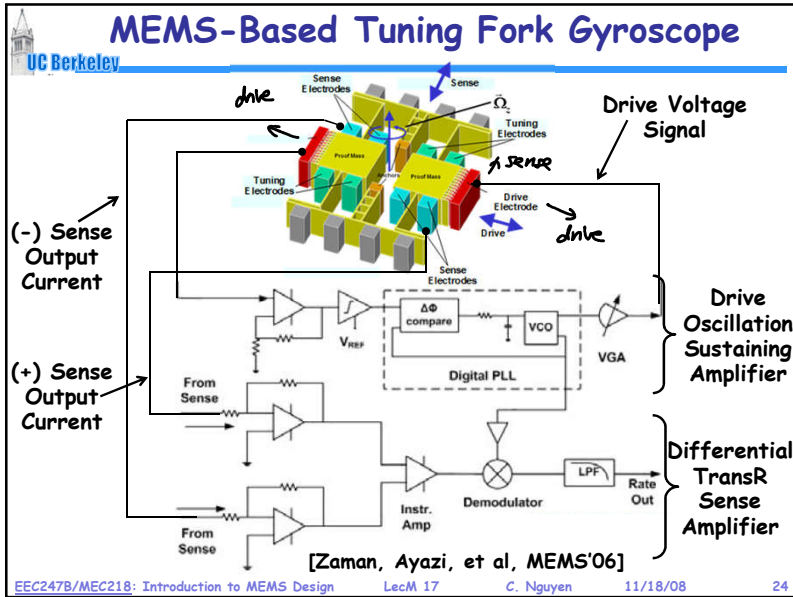 MEMS-Based Tuning Fork Gyroscope
UC Berkeley
drive
Sense
Electrodes
Sense
Ω⃗z
Tuning
Electrodes
Drive Voltage
Signal
Proof Mass
Anchors
Proof Mass
sense
Tuning
Electrodes
Drive
Electrode
Drive
drive
Sense
Electrodes
(-) Sense
Output
Current
VREF
ΔΦ
compare
VCO
VGA
Digital PLL
Drive
Oscillation
Sustaining
Amplifier
(+) Sense
Output
Current
From
Sense
From
Sense
Instr.
Amp
Demodulator
LPF
Rate
Out
Differential
TransR
Sense
Amplifier
[Zaman, Ayazi, et al, MEMS'06]
EEC247B/MEC218: Introduction to MEMS Design LecM 17 C. Nguyen 11/18/08 24